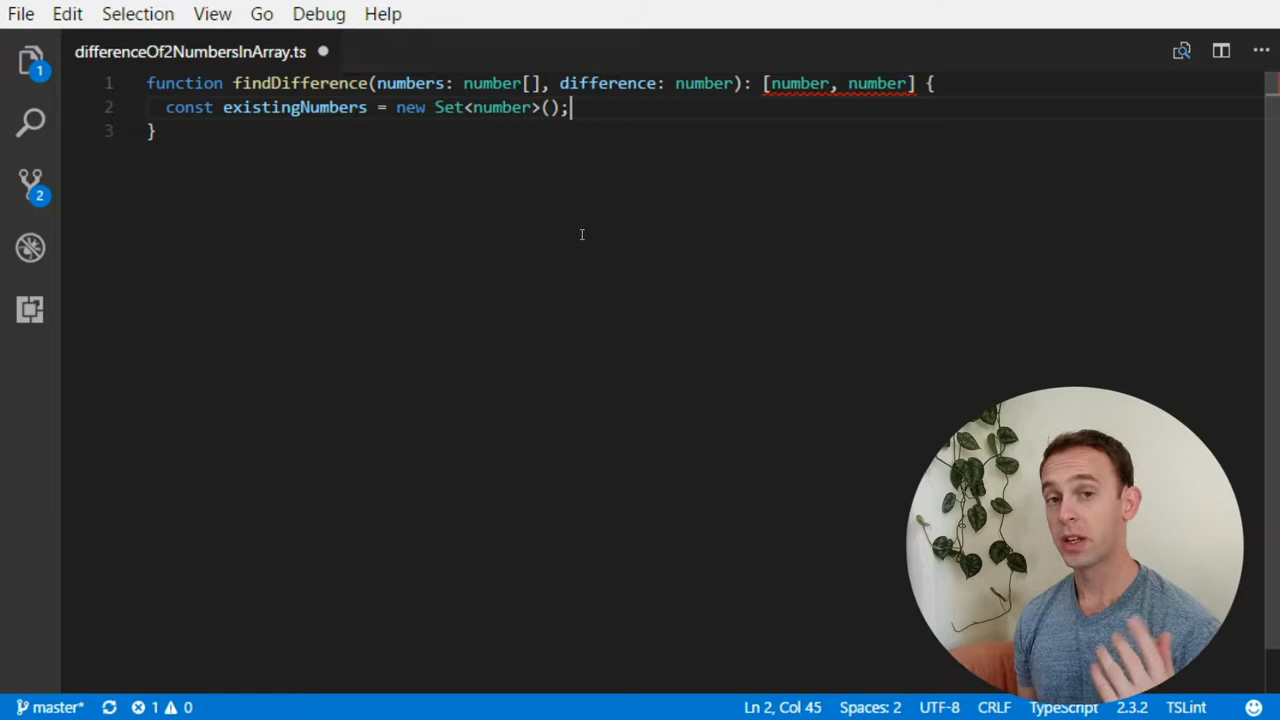 File Edit Selection View Go Debug Help
differenceOf2NumbersInArray.ts
1 function findDifference(numbers: number[], difference: number): [number, number] {
2 const existingNumbers = new Set<number>();
3 }
1
2
master* 1 0 Ln 2, Col 45 Spaces: 2 UTF-8 CRLF TypeScript 2.3.2 TSLint